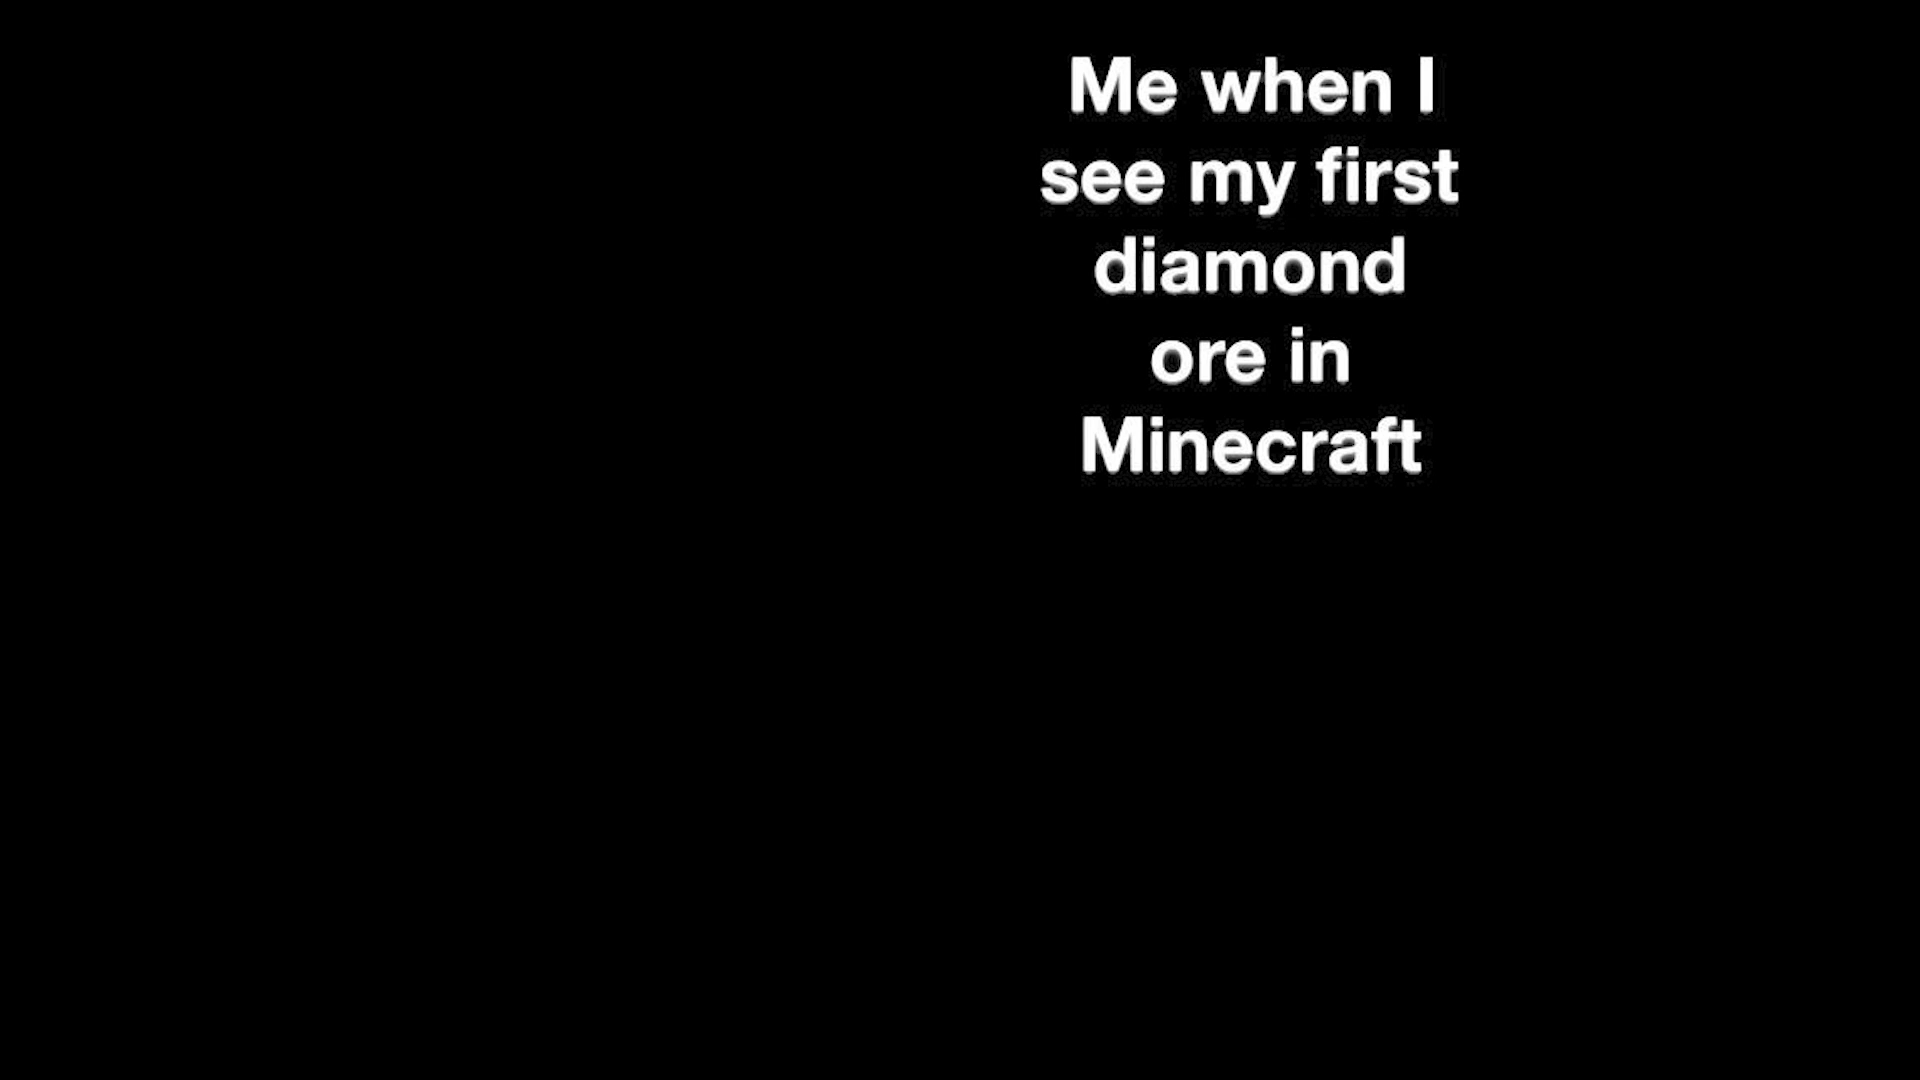 Me when I
see my first
diamond
ore in
Minecraft